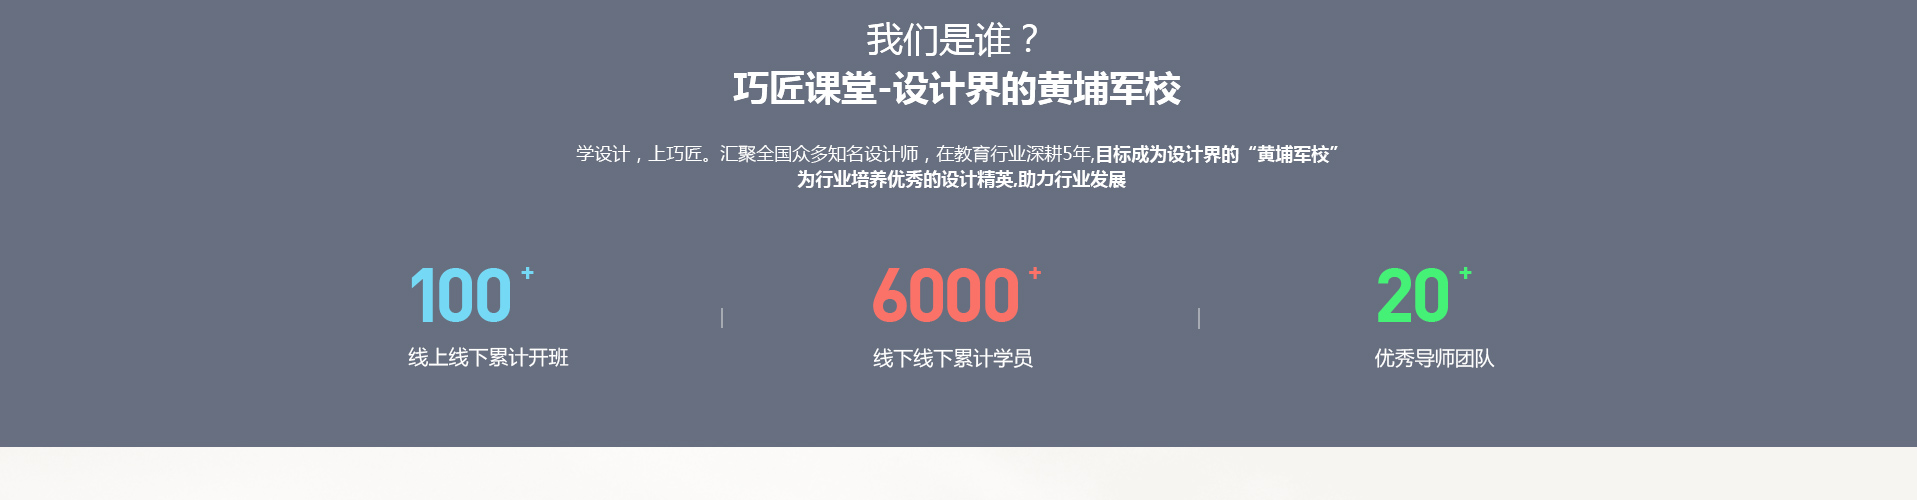 我们是谁？
巧匠课堂-设计界的黄埔军校
学设计，上巧匠。汇聚全国众多知名设计师，在教育行业深耕5年,目标成为设计界的“黄埔军校”
为行业培养优秀的设计精英,助力行业发展
100+
6000+
20+
线上线下累计开班
线下线下累计学员
优秀导师团队